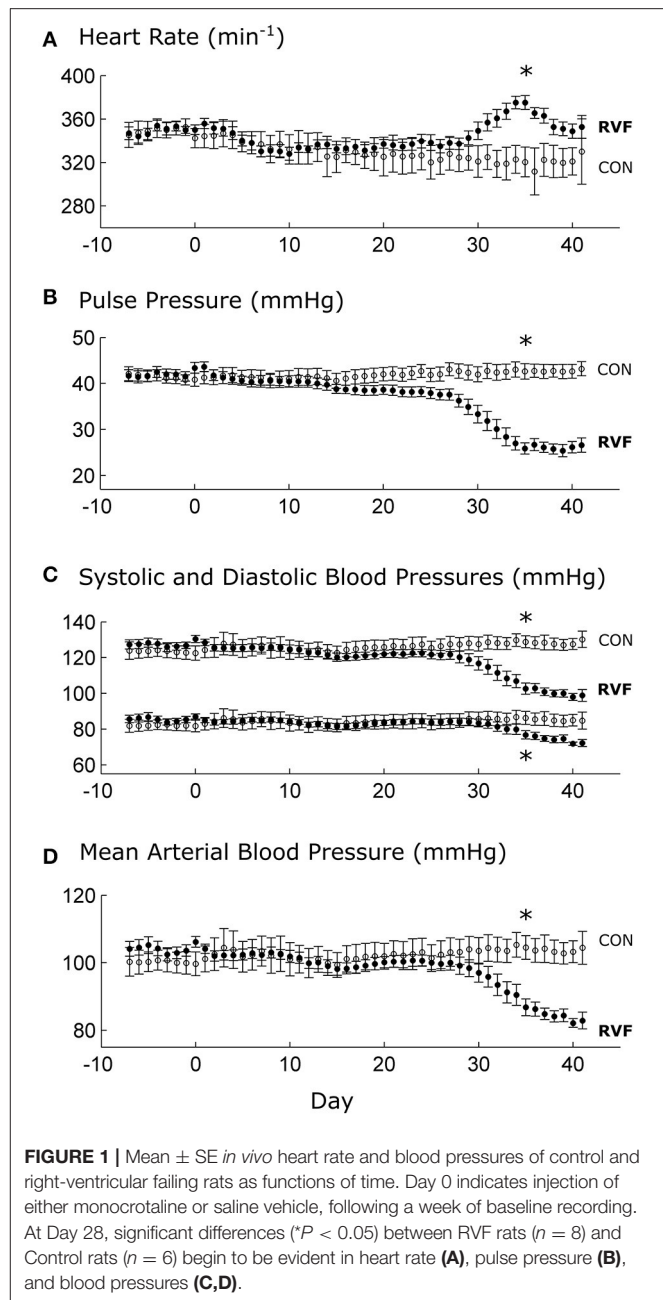 A Heart Rate (min⁻¹)
*
400
360
320
280
RVF
CON
-10 0 10 20 30 40
B Pulse Pressure (mmHg)
*
50
40
30
20
CON
RVF
-10 0 10 20 30 40
C Systolic and Diastolic Blood Pressures (mmHg)
*
140
120
100
80
60
CON
RVF
*
-10 0 10 20 30 40
D Mean Arterial Blood Pressure (mmHg)
*
120
100
80
CON
RVF
-10 0 10 20 30 40
Day
FIGURE 1 | Mean ± SE in vivo heart rate and blood pressures of control and
right-ventricular failing rats as functions of time. Day 0 indicates injection of
either monocrotaline or saline vehicle, following a week of baseline recording.
At Day 28, significant differences (*P < 0.05) between RVF rats (n = 8) and
Control rats (n = 6) begin to be evident in heart rate (A), pulse pressure (B),
and blood pressures (C,D).